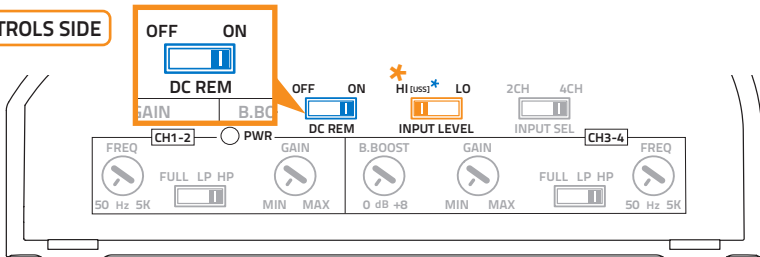 TROLS SIDE
OFF ON
DC REM
GAIN B.BO
OFF ON
DC REM
HI [USS]* LO
INPUT LEVEL
2CH 4CH
INPUT SEL
CH1-2
PWR
CH3-4
FREQ
50 Hz 5K
FULL LP HP
GAIN
MIN MAX
B.BOOST
0 dB +8
GAIN
MIN MAX
FULL LP HP
FREQ
50 Hz 5K